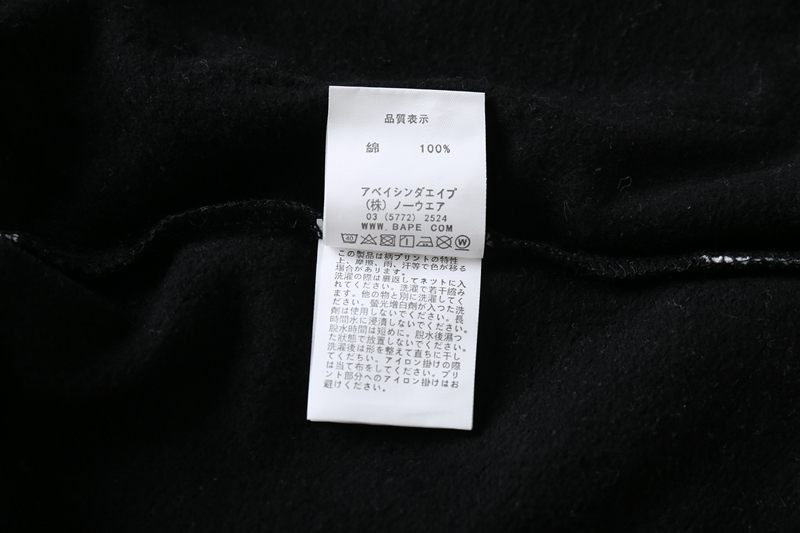 品質表示
綿 100%
アベイシンダエイプ
(株) ノーウエア
03 (5772) 2524
WWW.BAPE COM
40 W
この製品は柄プリントの特性
上、摩擦、雨、汗等で色が移る
場合があります。
洗濯の際は裏返してネットに入
れてください。洗濯で若干縮み
ます。他の物と別に洗濯してく
ださい。螢光増白剤が入った洗
剤は使用しないでください。長
時間水に浸漬しないでください。
脱水時間は短めに。脱水後濕つ
た狀態で放置しないでください。
洗濯後は形を整えて直ちに干し
てくだちい。アイロン掛けの際
は当て布をしてください。プリ
ント部分へのアイロン掛けはお
避けください。